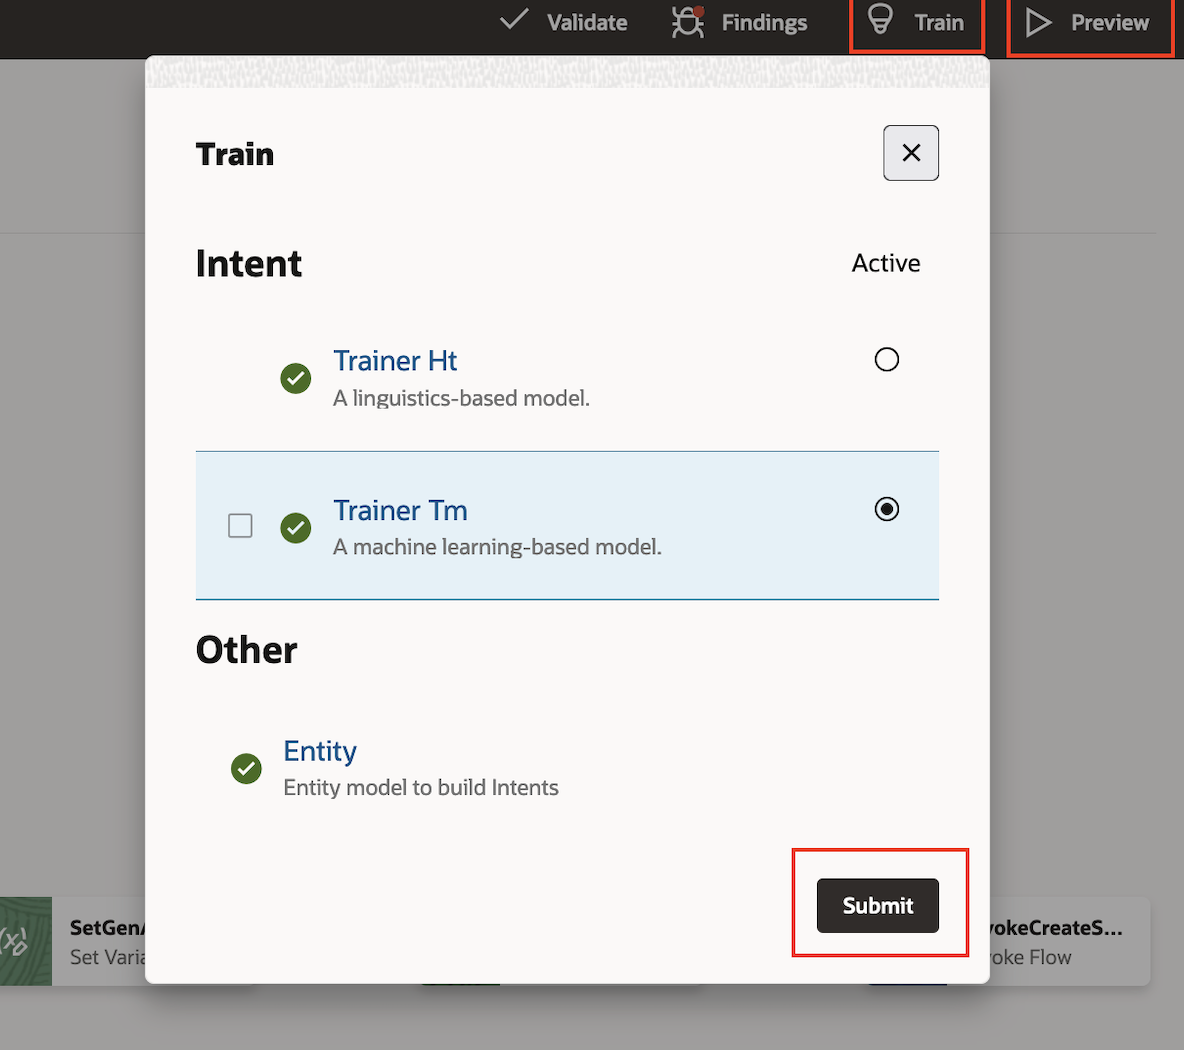 Validate Findings Train Preview
Train
Intent Active
Trainer Ht
A linguistics-based model.
Trainer Tm
A machine learning-based model.
Other
Entity
Entity model to build Intents
Submit
SetGen
Set Varia
okeCreateS...
oke Flow